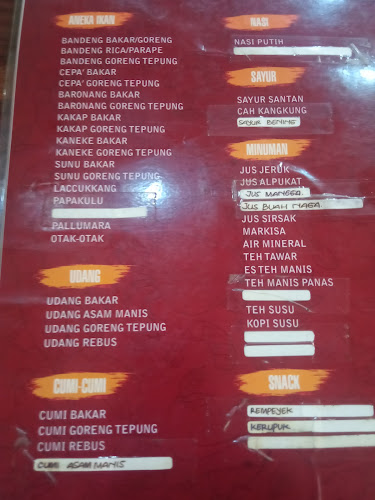 ANEKA IKAN
BANDENG BAKAR/GORENG
BANDENG RICA/PARAPE
BANDENG GORENG TEPUNG
CEPA' BAKAR
CEPA' GORENG TEPUNG
BARONANG BAKAR
BARONANG GORENG TEPUNG
KAKAP BAKAR
KAKAP GORENG TEPUNG
KANEKE BAKAR
KANEKE GORENG TEPUNG
SUNU BAKAR
SUNU GORENG TEPUNG
LACCUKKANG
PAPAKULU
PALLUMARA
OTAK-OTAK
UDANG
UDANG BAKAR
UDANG ASAM MANIS
UDANG GORENG TEPUNG
UDANG REBUS
CUMI-CUMI
CUMI BAKAR
CUMI GORENG TEPUNG
CUMI REBUS
CUMI ASAM MANIS
NASI
NASI PUTIH
SAYUR
SAYUR SANTAN
CAH KANGKUNG
SAYUR BENING
MINUMAN
JUS JERUK
JUS ALPUKAT
JUS MANGGA
JUS BUAH NAGA
JUS SIRSAK
MARKISA
AIR MINERAL
TEH TAWAR
ES TEH MANIS
TEH MANIS PANAS
TEH SUSU
KOPI SUSU
SNACK
REMPEYEK
KERUPUK